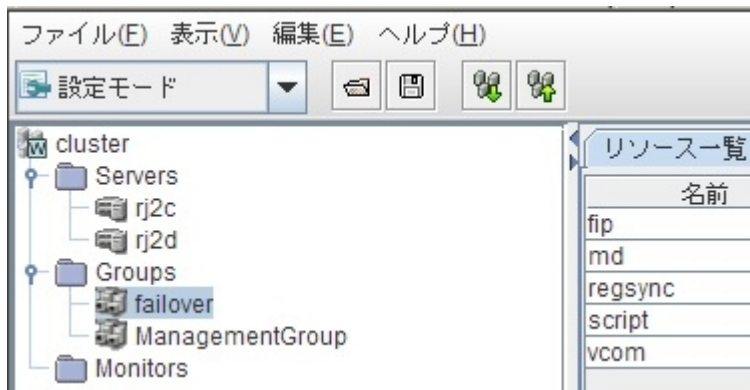 ファイル(F) 表示(V) 編集(E) ヘルプ(H)
設定モード
cluster
Servers
rj2c
rj2d
Groups
failover
ManagementGroup
Monitors
リソース一覧
名前
fip
md
regsync
script
vcom